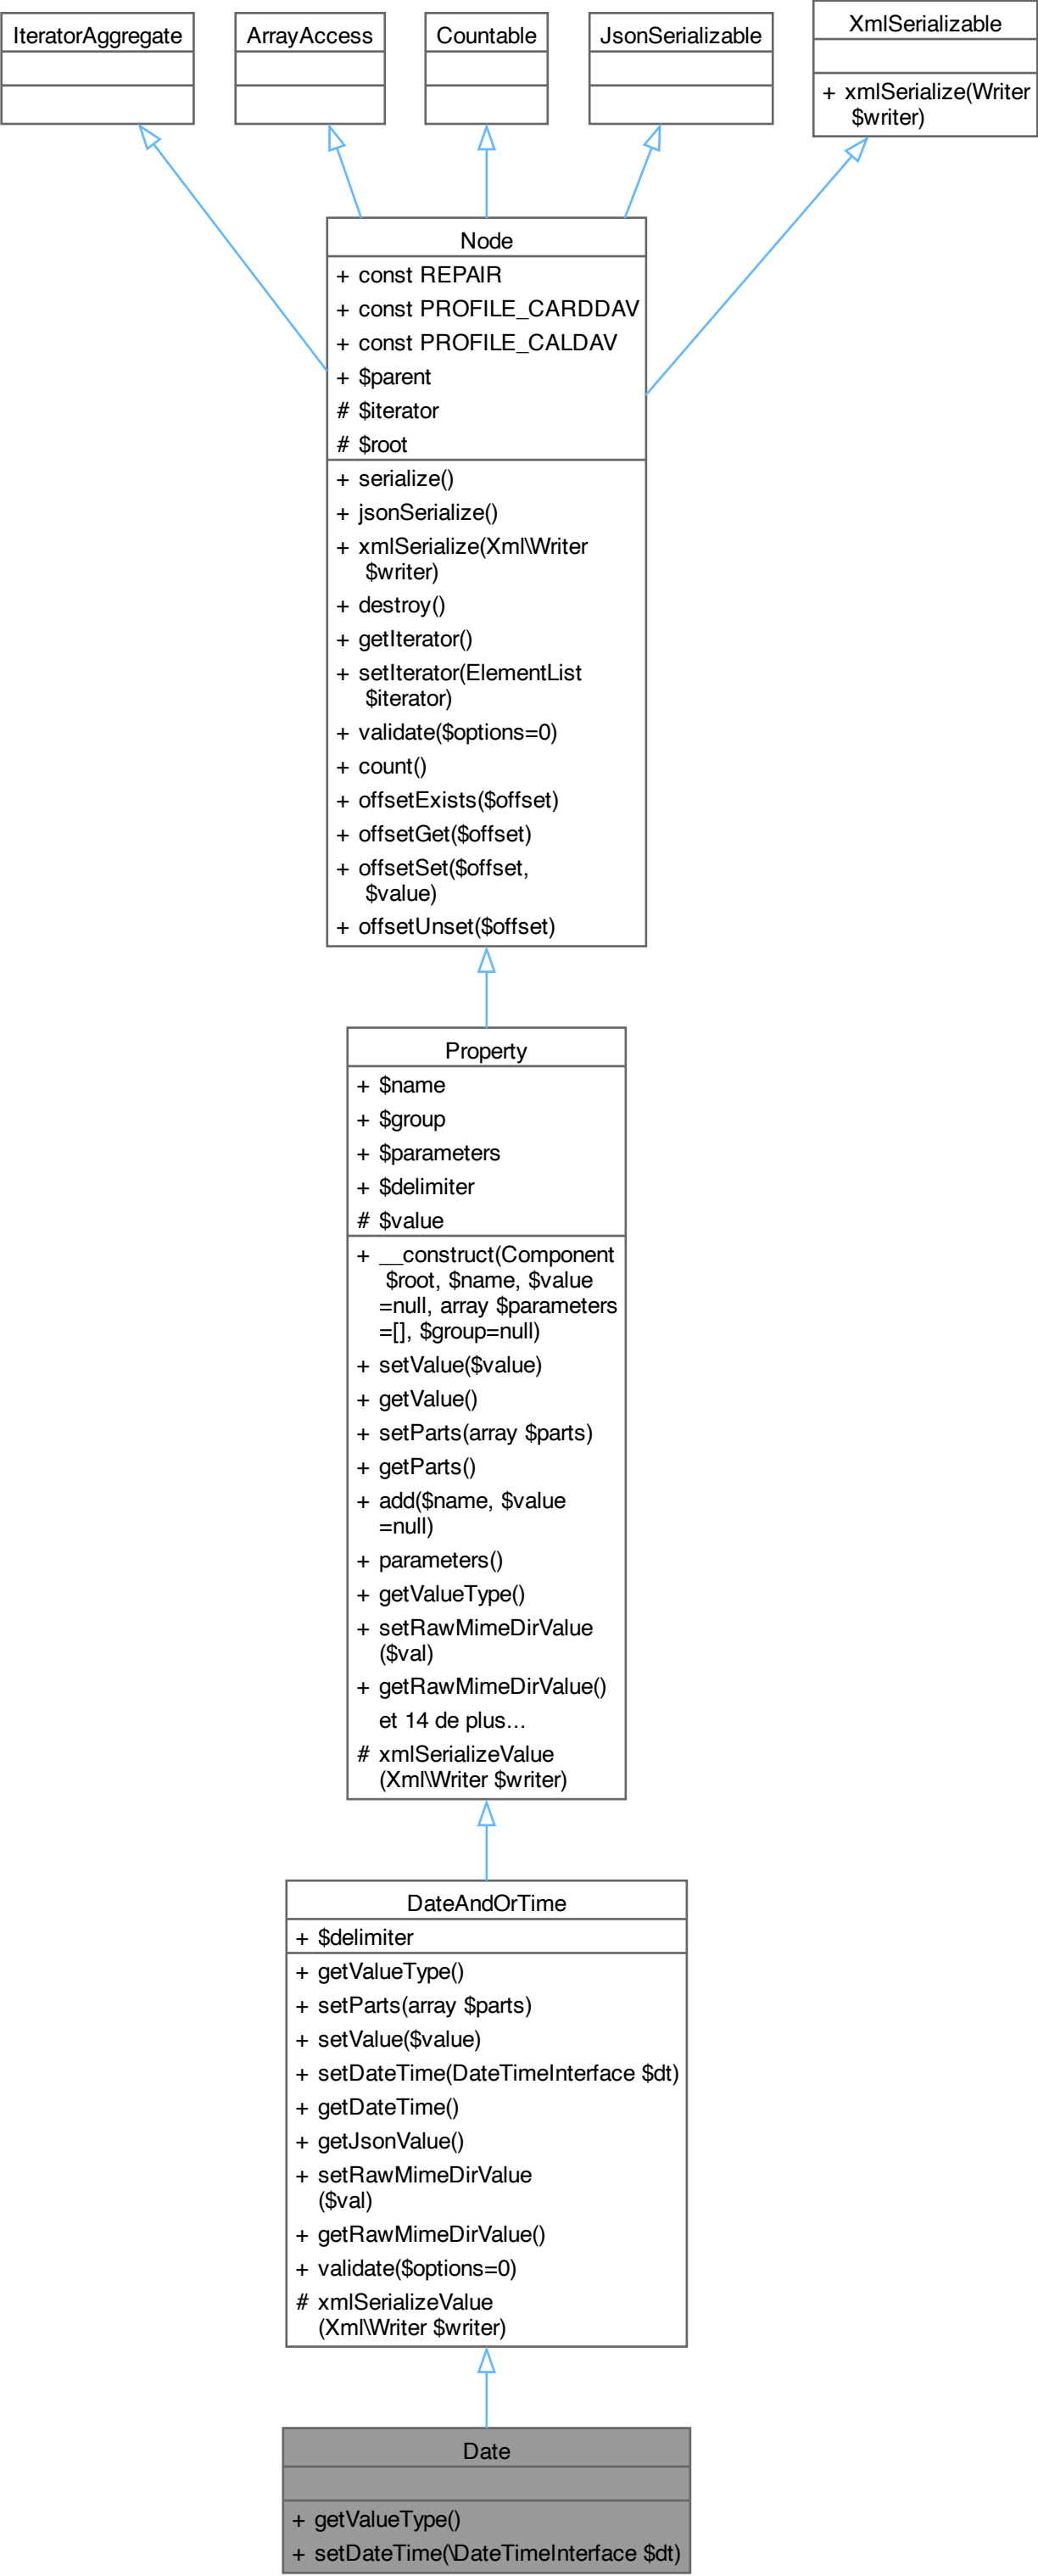 IteratorAggregate
ArrayAccess
Countable
JsonSerializable
XmlSerializable
+ xmlSerialize(Writer
$writer)
Node
+ const REPAIR
+ const PROFILE_CARDDAV
+ const PROFILE_CALDAV
+ $parent
# $iterator
# $root
+ serialize()
+ jsonSerialize()
+ xmlSerialize(Xml\Writer
$writer)
+ destroy()
+ getIterator()
+ setIterator(ElementList
$iterator)
+ validate($options=0)
+ count()
+ offsetExists($offset)
+ offsetGet($offset)
+ offsetSet($offset,
$value)
+ offsetUnset($offset)
Property
+ $name
+ $group
+ $parameters
+ $delimiter
# $value
+ __construct(Component
$root, $name, $value
=null, array $parameters
=[], $group=null)
+ setValue($value)
+ getValue()
+ setParts(array $parts)
+ getParts()
+ add($name, $value
=null)
+ parameters()
+ getValueType()
+ setRawMimeDirValue
($val)
+ getRawMimeDirValue()
et 14 de plus...
# xmlSerializeValue
(Xml\Writer $writer)
DateAndOrTime
+ $delimiter
+ getValueType()
+ setParts(array $parts)
+ setValue($value)
+ setDateTime(DateTimeInterface $dt)
+ getDateTime()
+ getJsonValue()
+ setRawMimeDirValue
($val)
+ getRawMimeDirValue()
+ validate($options=0)
# xmlSerializeValue
(Xml\Writer $writer)
Date
+ getValueType()
+ setDateTime(\DateTimeInterface $dt)